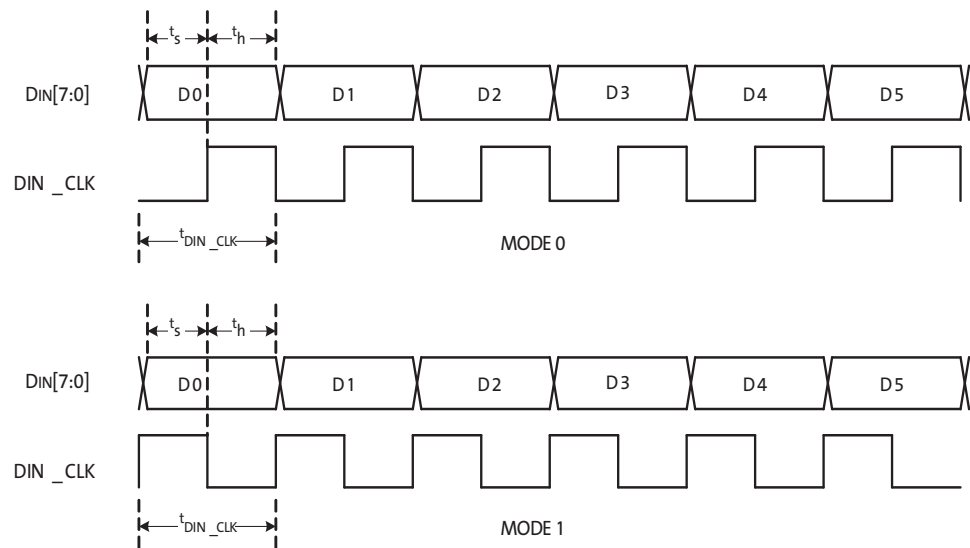 ts th
DIN[7:0] D0 D1 D2 D3 D4 D5
DIN _CLK
tDIN _CLK MODE 0
ts th
DIN[7:0] D0 D1 D2 D3 D4 D5
DIN _CLK
tDIN _CLK MODE 1